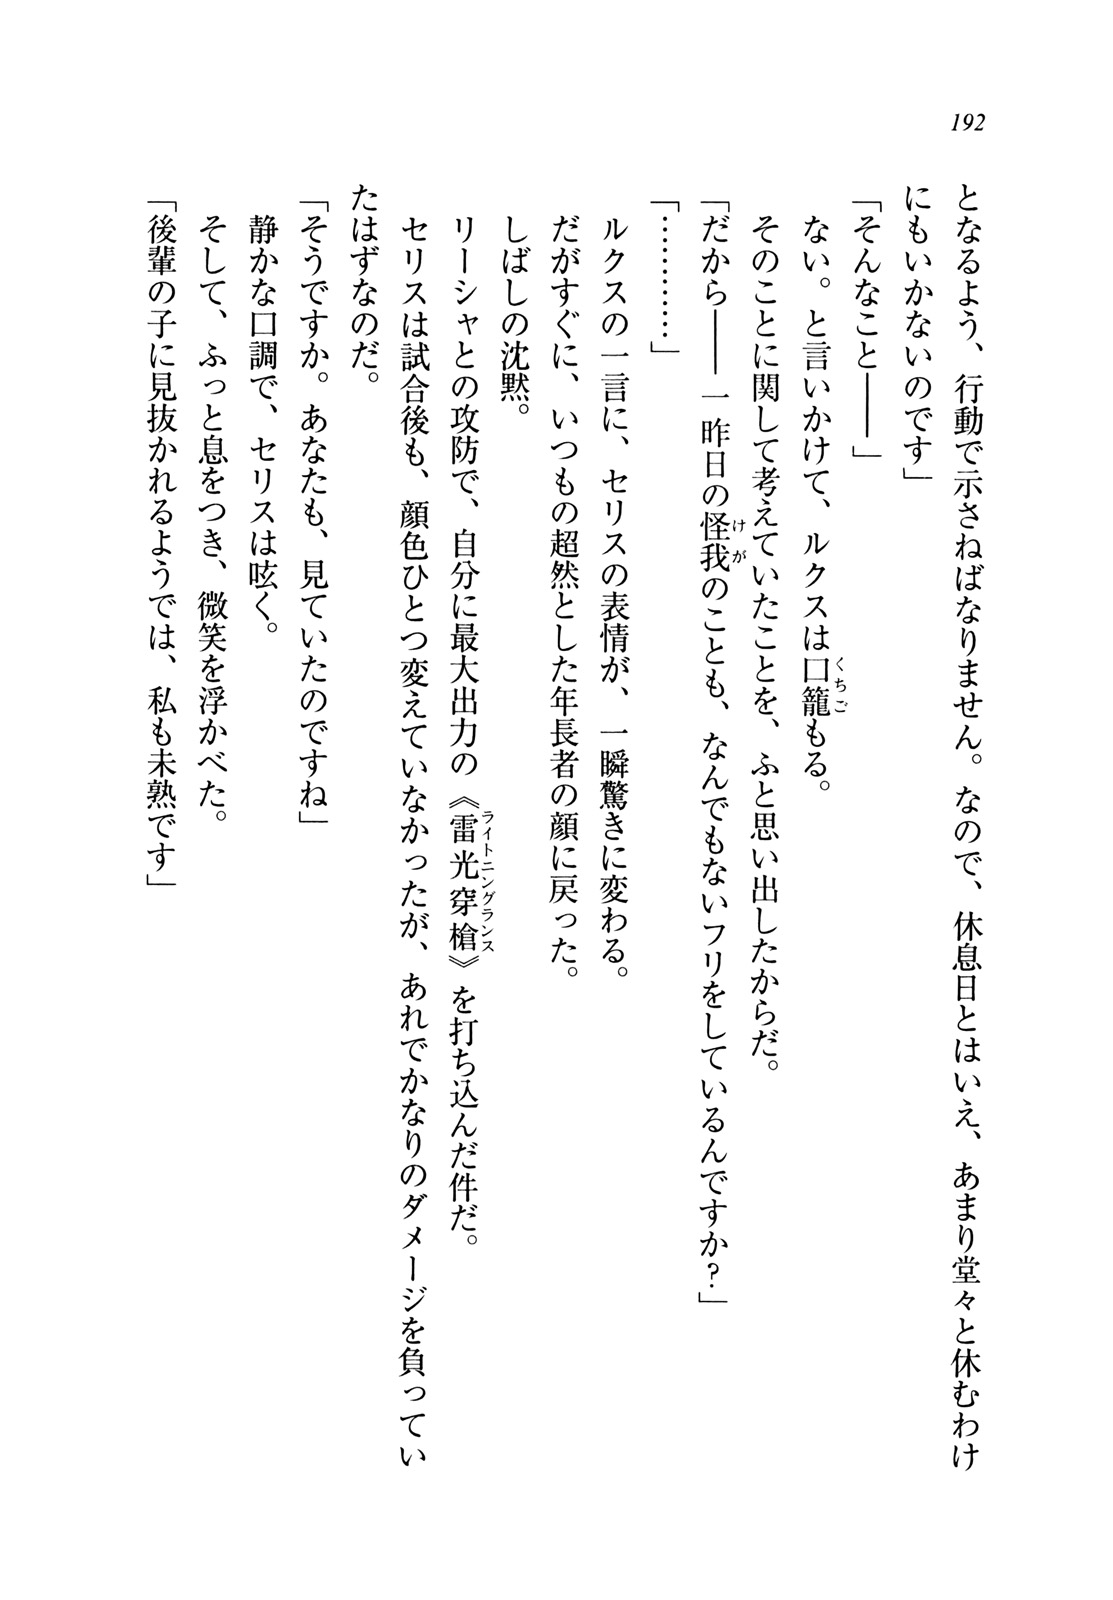 192
となるよう、行動で示さねばなりません。なので、休息日とはいえ、あまり堂々と休むわけ
にもいかないのです」
「そんなこと――」
ない。と言いかけて、ルクスは口籠もる。
そのことに関して考えていたことを、ふと思い出したからだ。
「だから――一昨日の怪我のことも、なんでもないフリをしているんですか？」
「…………」
ルクスの一言に、セリスの表情が、一瞬驚きに変わる。
だがすぐに、いつもの超然とした年長者の顔に戻った。
しばしの沈黙。
リーシャとの攻防で、自分に最大出力の《雷光穿槍》を打ち込んだ件だ。
セリスは試合後も、顔色ひとつ変えていなかったが、あれでかなりのダメージを負ってい
たはずなのだ。
「そうですか。あなたも、見ていたのですね」
静かな口調で、セリスは呟く。
そして、ふっと息をつき、微笑を浮かべた。
「後輩の子に見抜かれるようでは、私も未熟です」